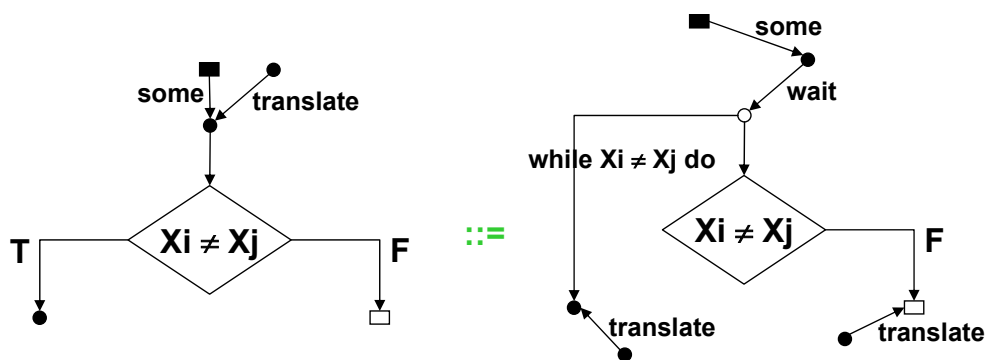 some
translate
T
Xi ≠ Xj
F
::=
some
wait
while Xi ≠ Xj do
Xi ≠ Xj
F
translate
translate